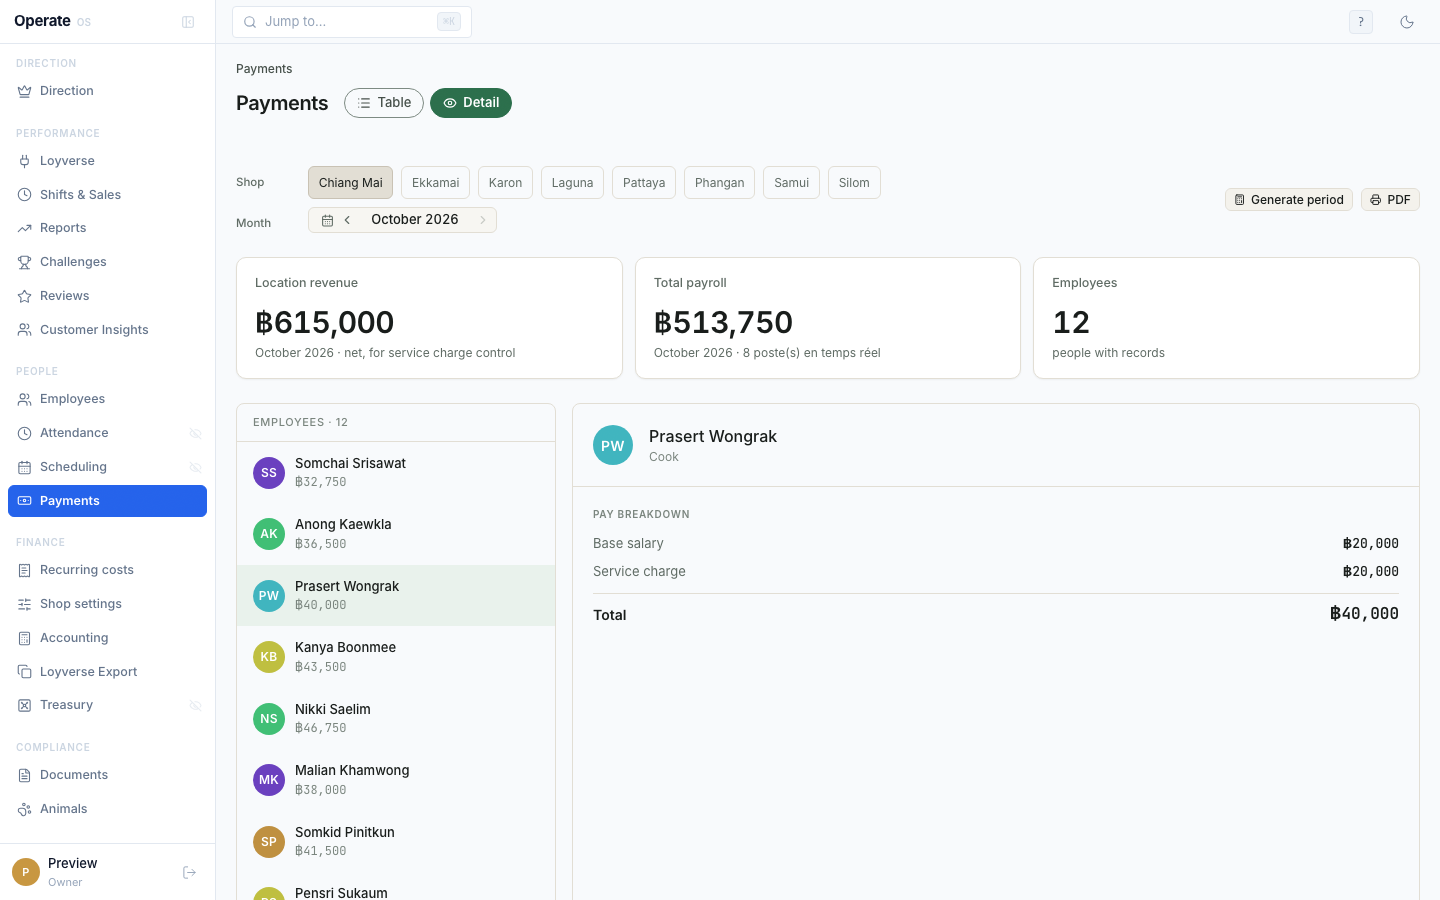 Operate OS
Jump to...
⌘K
?
DIRECTION
Direction
PERFORMANCE
Loyverse
Shifts & Sales
Reports
Challenges
Reviews
Customer Insights
PEOPLE
Employees
Attendance
Scheduling
Payments
FINANCE
Recurring costs
Shop settings
Accounting
Loyverse Export
Treasury
COMPLIANCE
Documents
Animals
P
Preview
Owner
Payments
Payments
Table
Detail
Shop
Chiang Mai
Ekkamai
Karon
Laguna
Pattaya
Phangan
Samui
Silom
Month
October 2026
Generate period
PDF
Location revenue
฿615,000
October 2026 · net, for service charge control
Total payroll
฿513,750
October 2026 · 8 poste(s) en temps réel
Employees
12
people with records
EMPLOYEES · 12
SS
Somchai Srisawat
฿32,750
AK
Anong Kaewkla
฿36,500
PW
Prasert Wongrak
฿40,000
KB
Kanya Boonmee
฿43,500
NS
Nikki Saelim
฿46,750
MK
Malian Khamwong
฿38,000
SP
Somkid Pinitkun
฿41,500
Pensri Sukaum
PW
Prasert Wongrak
Cook
PAY BREAKDOWN
Base salary
฿20,000
Service charge
฿20,000
Total
฿40,000